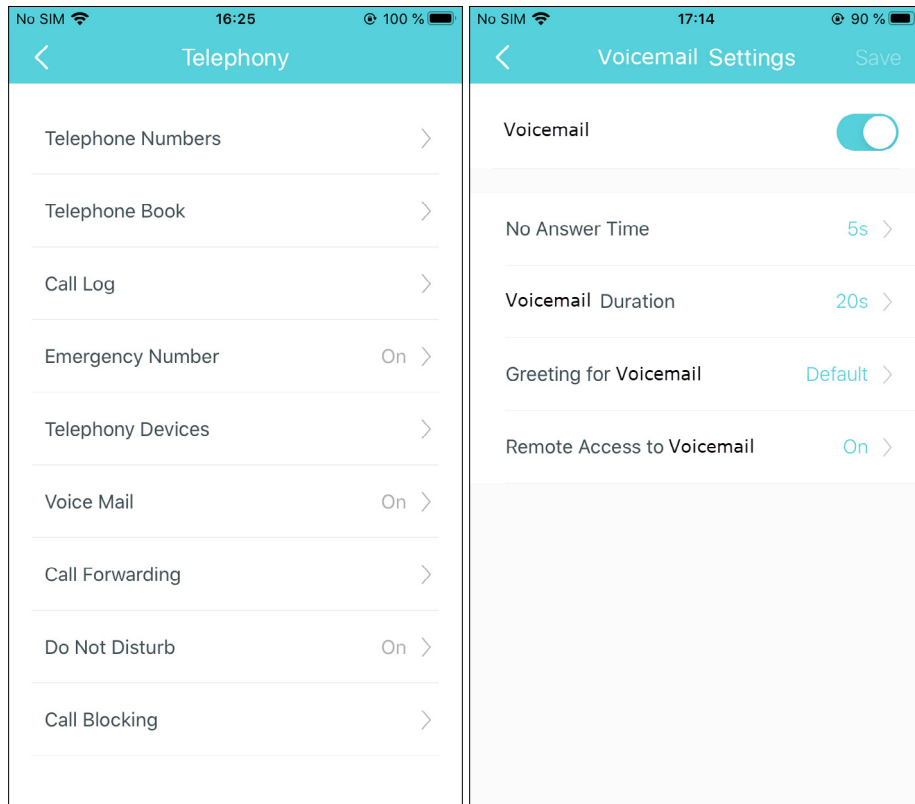 No SIM 16:25 100 %
Telephony
Telephone Numbers
Telephone Book
Call Log
Emergency Number On
Telephony Devices
Voice Mail On
Call Forwarding
Do Not Disturb On
Call Blocking
No SIM 17:14 90 %
Voicemail Settings Save
Voicemail
No Answer Time 5s
Voicemail Duration 20s
Greeting for Voicemail Default
Remote Access to Voicemail On